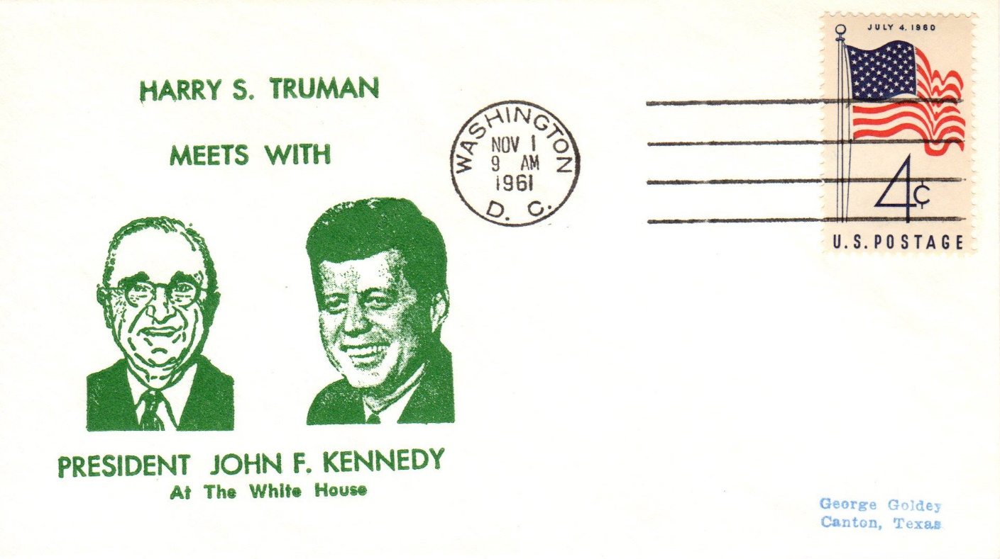 HARRY S. TRUMAN
MEETS WITH
PRESIDENT JOHN F. KENNEDY
At The White House
WASHINGTON
NOV 1
9 AM
1961
D. C.
JULY 4, 1960
4¢
U.S. POSTAGE
George Goldey
Canton, Texas